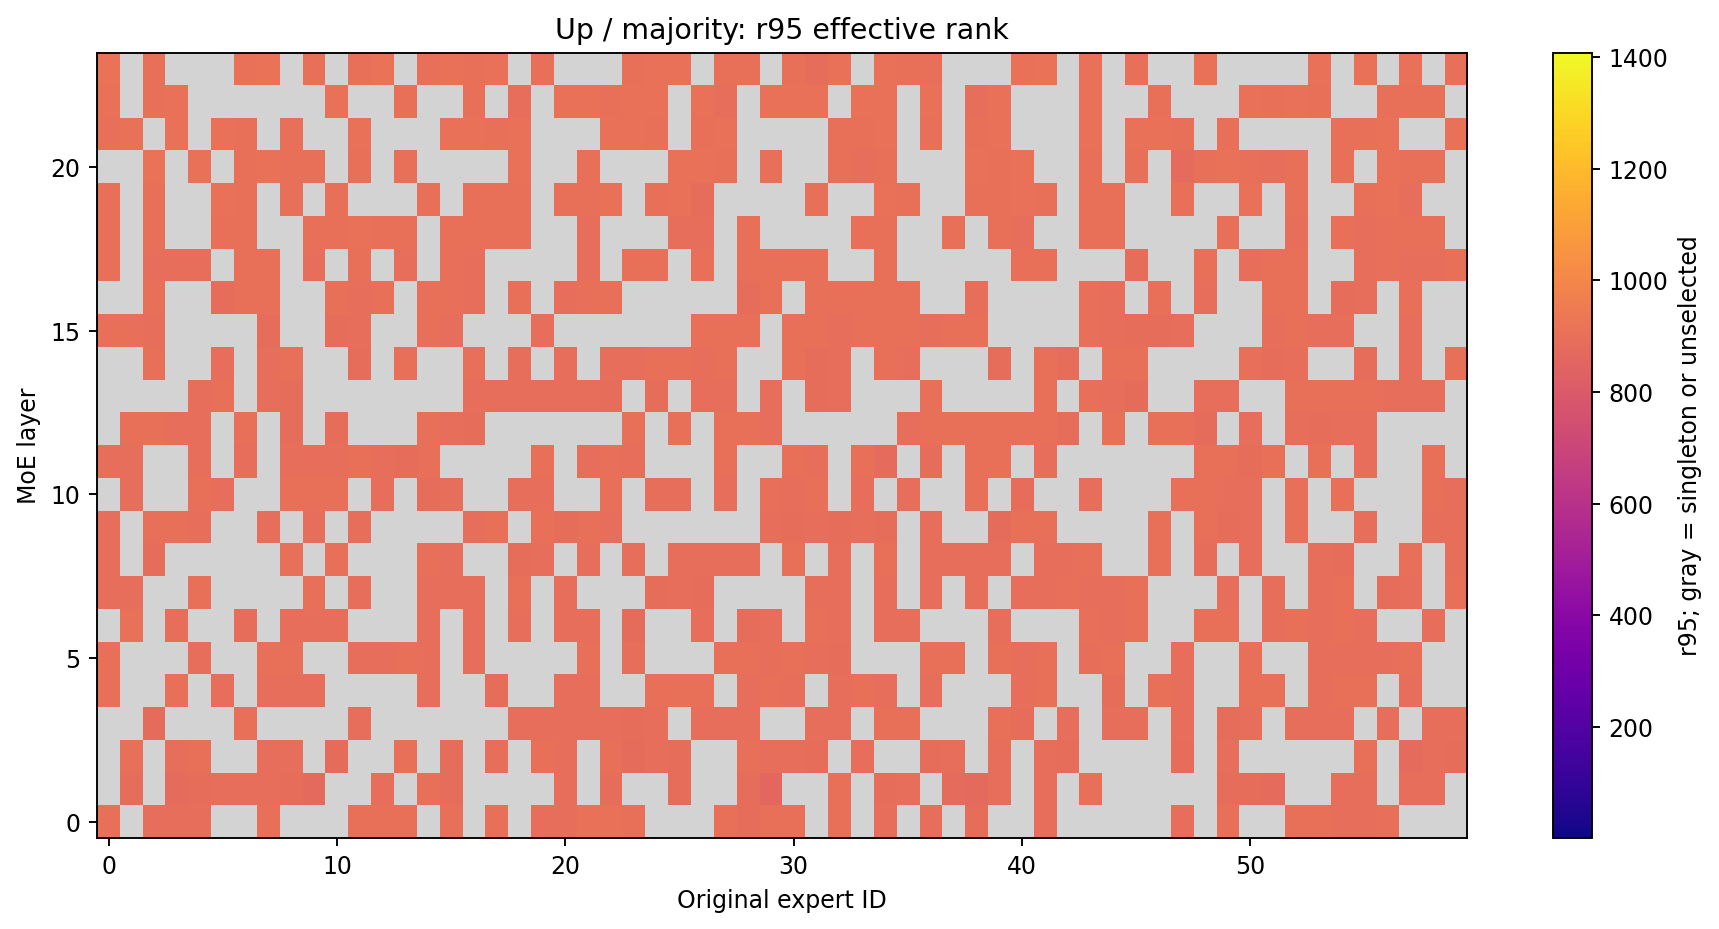 Up / majority: r95 effective rank
MoE layer
20
15
10
5
0
0 10 20 30 40 50
Original expert ID
1400
1200
1000
800
600
400
200
r95; gray = singleton or unselected